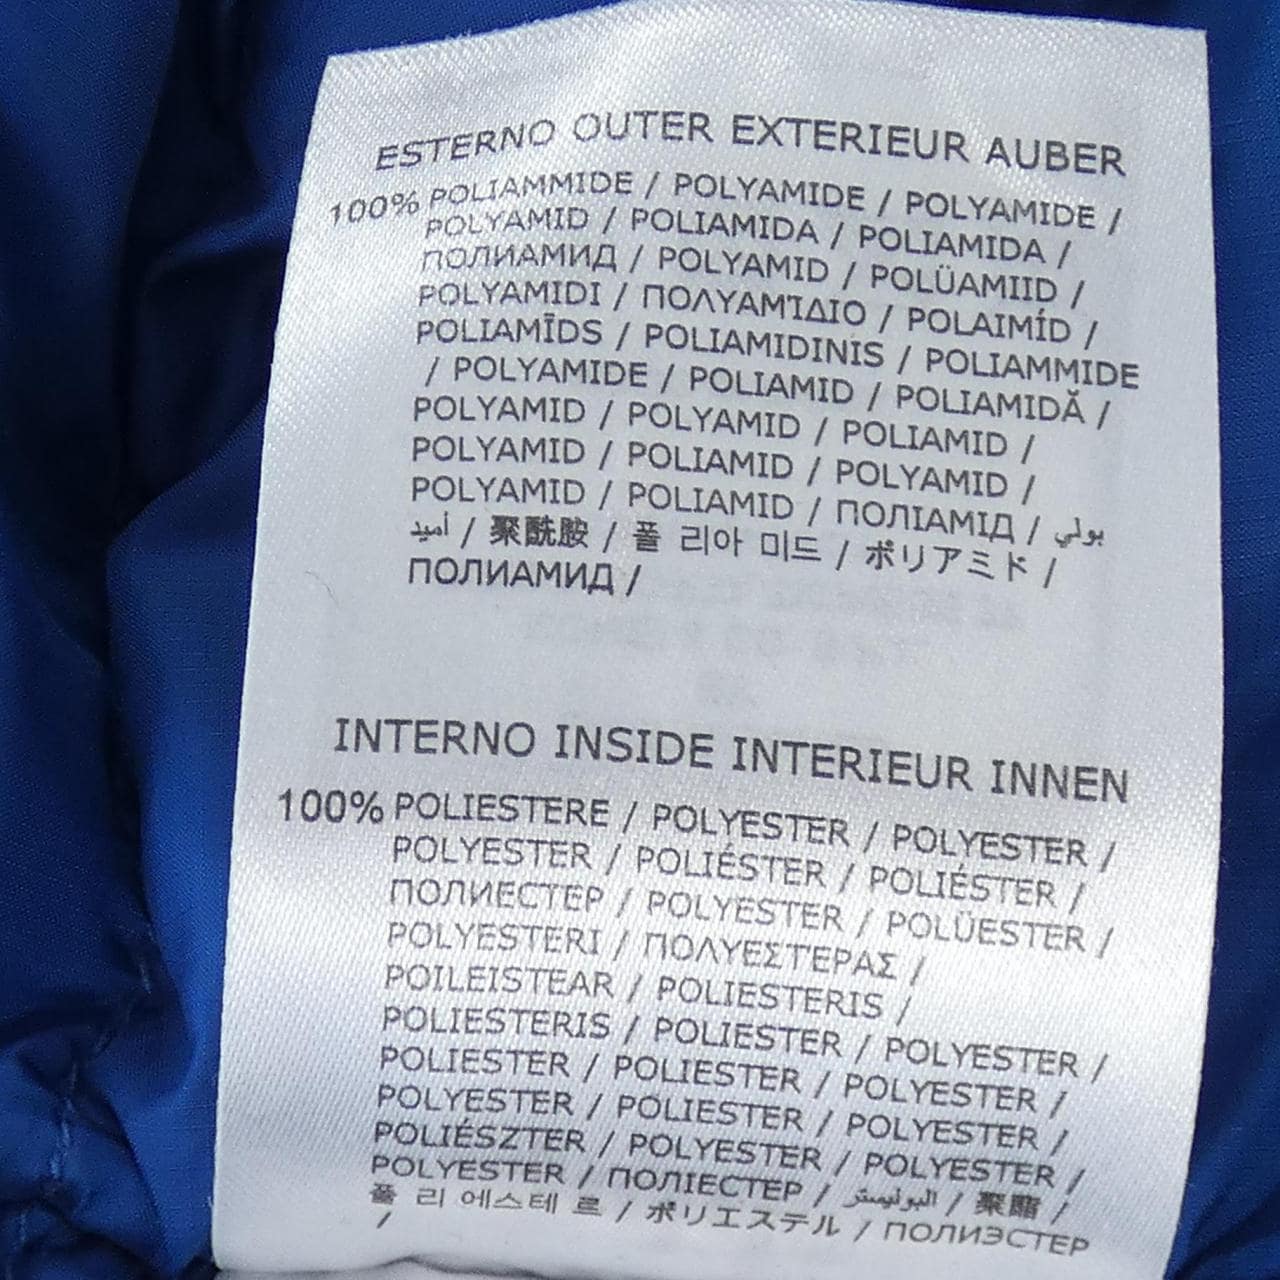 ESTERNO OUTER EXTERIEUR AUBER
100% POLIAMMIDE / POLYAMIDE / POLYAMIDE /
POLYAMID / POLIAMIDA / POLIAMIDA /
ПОЛИАМИД / POLYAMID / POLÜAMIID /
POLYAMIDI / ΠΟΛΥΑΜΊΔΙΟ / POLAIMÍD /
POLIAMĪDS / POLIAMIDINIS / POLIAMMIDE
/ POLYAMIDE / POLIAMID / POLIAMIDĂ /
POLYAMID / POLYAMID / POLIAMID /
POLYAMID / POLIAMID / POLYAMID /
POLYAMID / POLIAMID / ПОЛІАМІД / بولي
أميد / 聚酰胺 / 폴 리아 미드 / ポリアミド /
ПОЛИАМИД /
INTERNO INSIDE INTERIEUR INNEN
100% POLIESTERE / POLYESTER / POLYESTER /
POLYESTER / POLIÉSTER / POLIÉSTER /
ПОЛИЕСТЕР / POLYESTER / POLÜESTER /
POLYESTERI / ΠΟΛΥΕΣΤΈΡΑΣ /
POILEISTEAR / POLIESTERIS /
POLIESTERIS / POLIESTER / POLYESTER /
POLIESTER / POLIESTER / POLYESTER /
POLYESTER / POLIESTER / POLYESTER /
POLIÉSZTER / POLYESTER / POLYESTER /
POLYESTER / ПОЛІЕСТЕР / البوليستر / 聚酯 /
폴 리 에스테 르 / ポリエステル / ПОЛИЭСТЕР
/